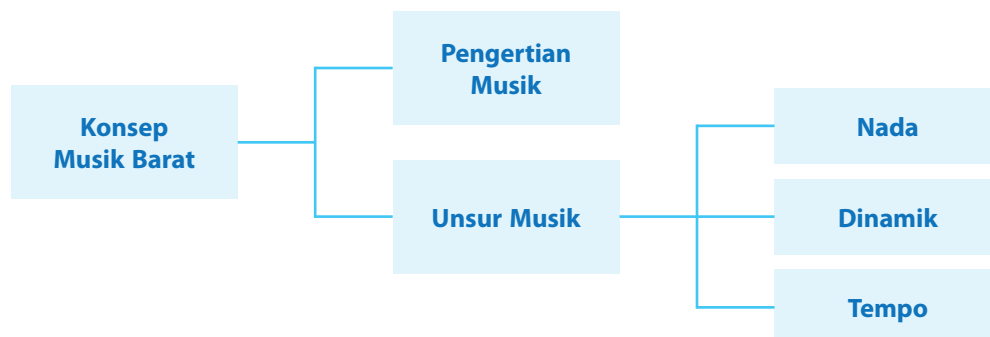 Konsep
Musik Barat
Pengertian
Musik
Unsur Musik
Nada
Dinamik
Tempo